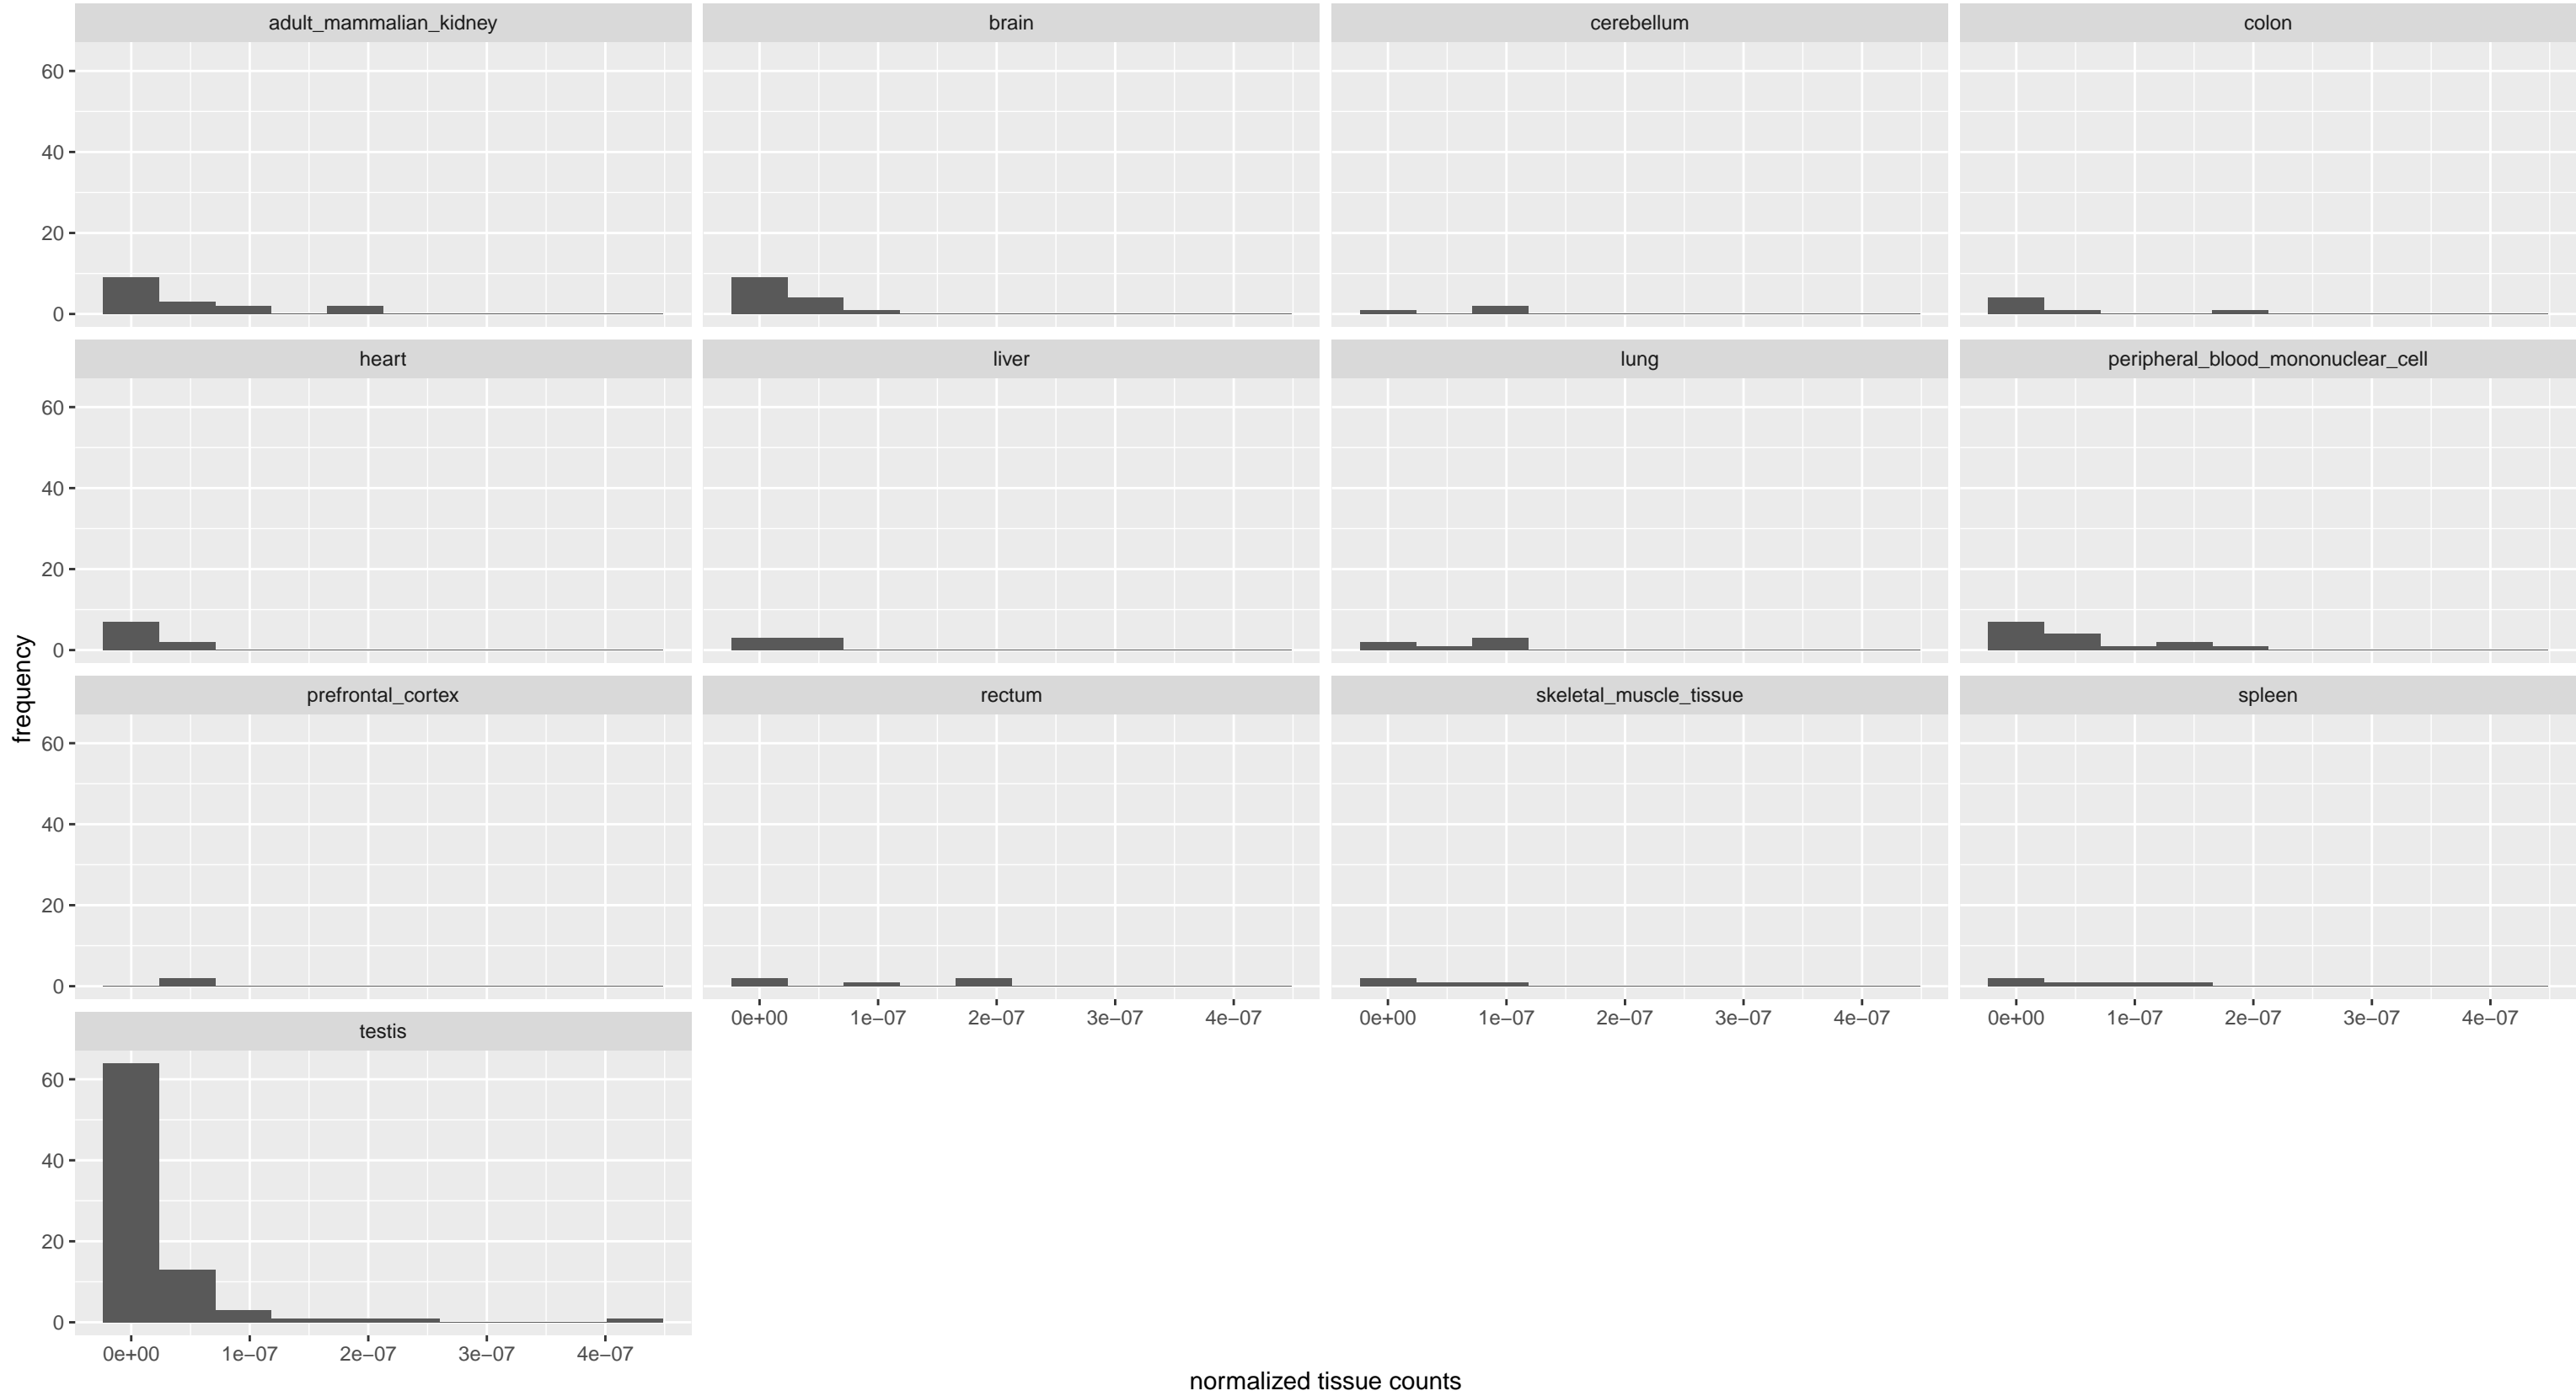 adult_mammalian_kidney brain cerebellum colon
60
40
20
0
heart liver lung peripheral_blood_mononuclear_cell
60
40
20
0
frequency
prefrontal_cortex rectum skeletal_muscle_tissue spleen
60
40
20
0
0e+00 1e−07 2e−07 3e−07 4e−07 0e+00 1e−07 2e−07 3e−07 4e−07 0e+00 1e−07 2e−07 3e−07 4e−07
testis
60
40
20
0
0e+00 1e−07 2e−07 3e−07 4e−07
normalized tissue counts